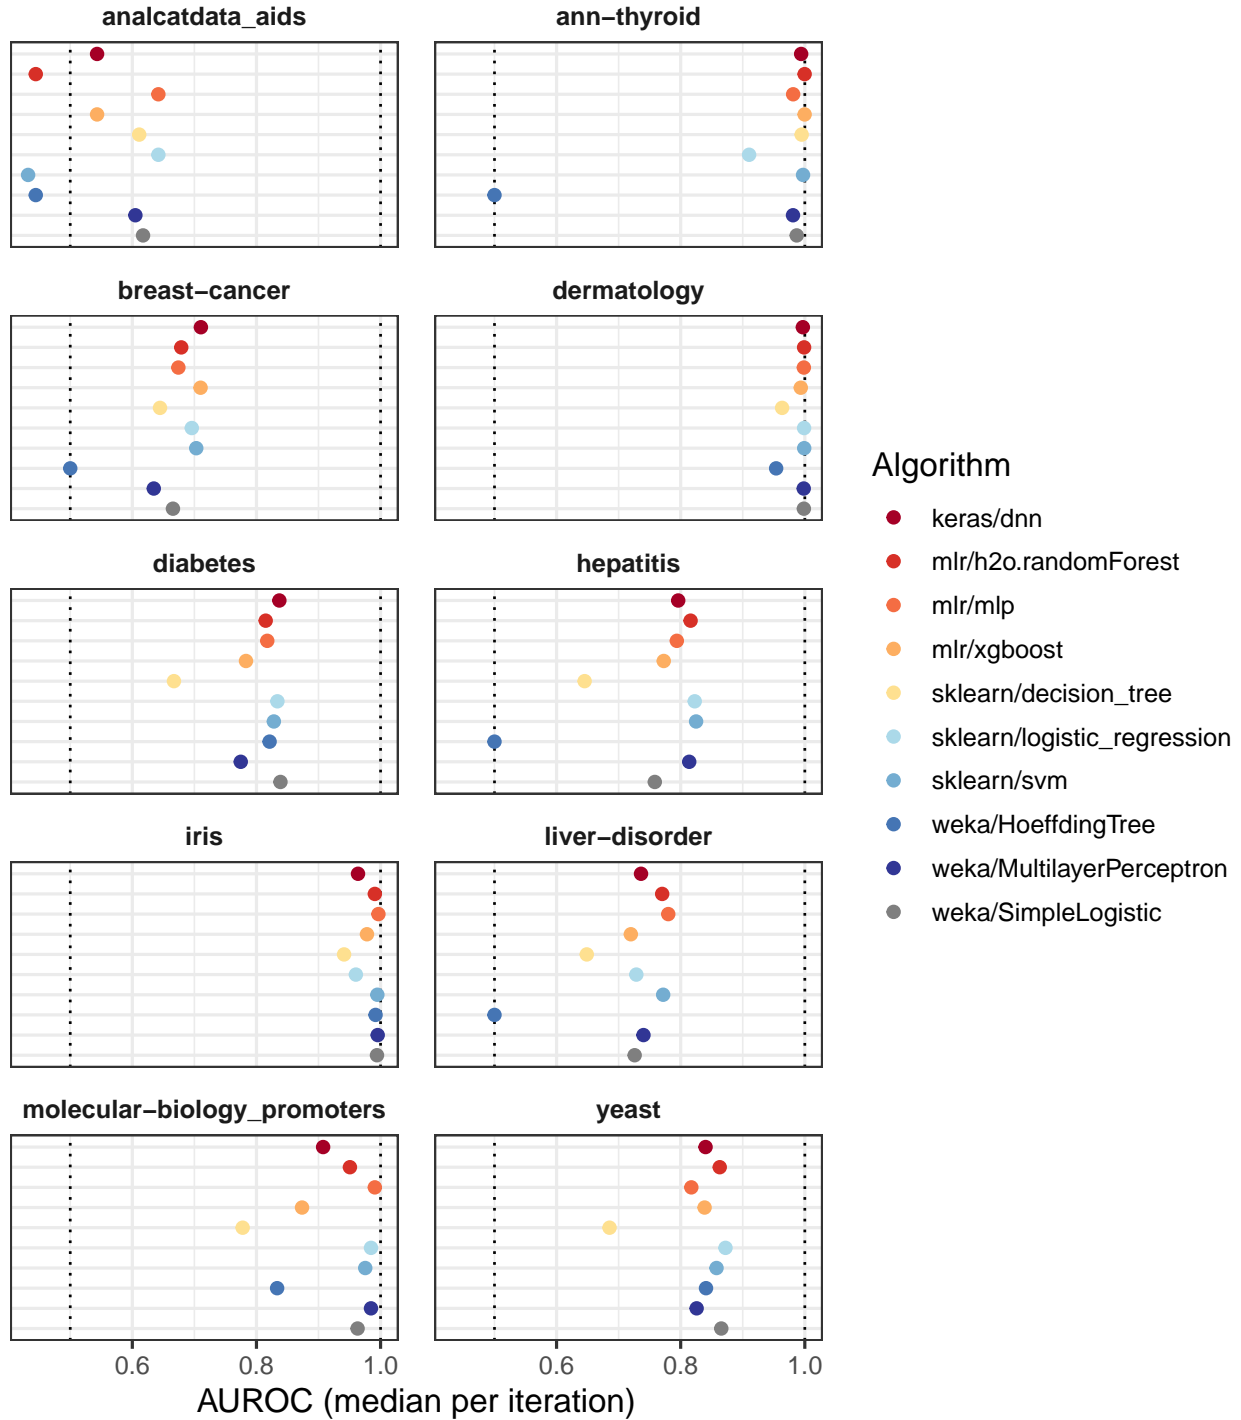 analcatdata_aids
ann−thyroid
breast−cancer
dermatology
diabetes
hepatitis
iris
liver−disorder
molecular−biology_promoters
yeast
0.6 0.8 1.0
0.6 0.8 1.0
AUROC (median per iteration)
Algorithm
keras/dnn
mlr/h2o.randomForest
mlr/mlp
mlr/xgboost
sklearn/decision_tree
sklearn/logistic_regression
sklearn/svm
weka/HoeffdingTree
weka/MultilayerPerceptron
weka/SimpleLogistic